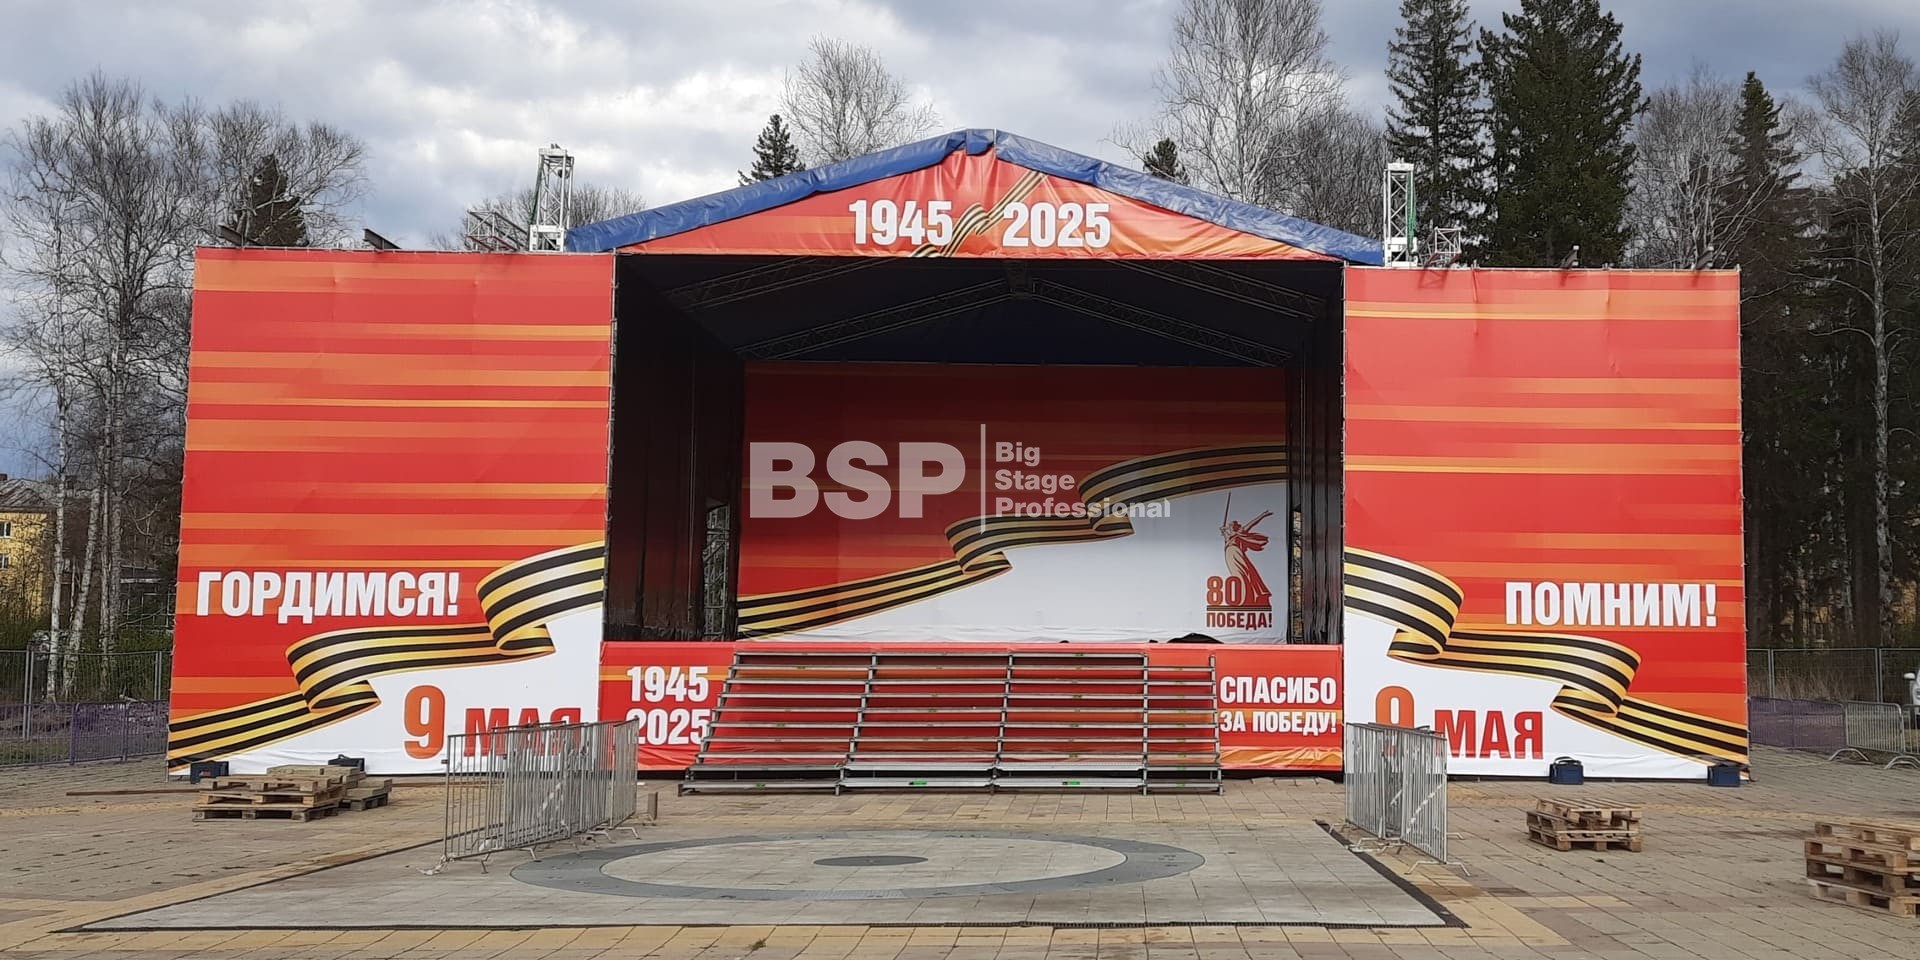 1945 2025
BSP
Big
Stage
Professional
ГОРДИМСЯ!
ПОМНИМ!
80
ПОБЕДА!
1945
2025
СПАСИБО
ЗА ПОБЕДУ!
9 МАЯ
9 МАЯ